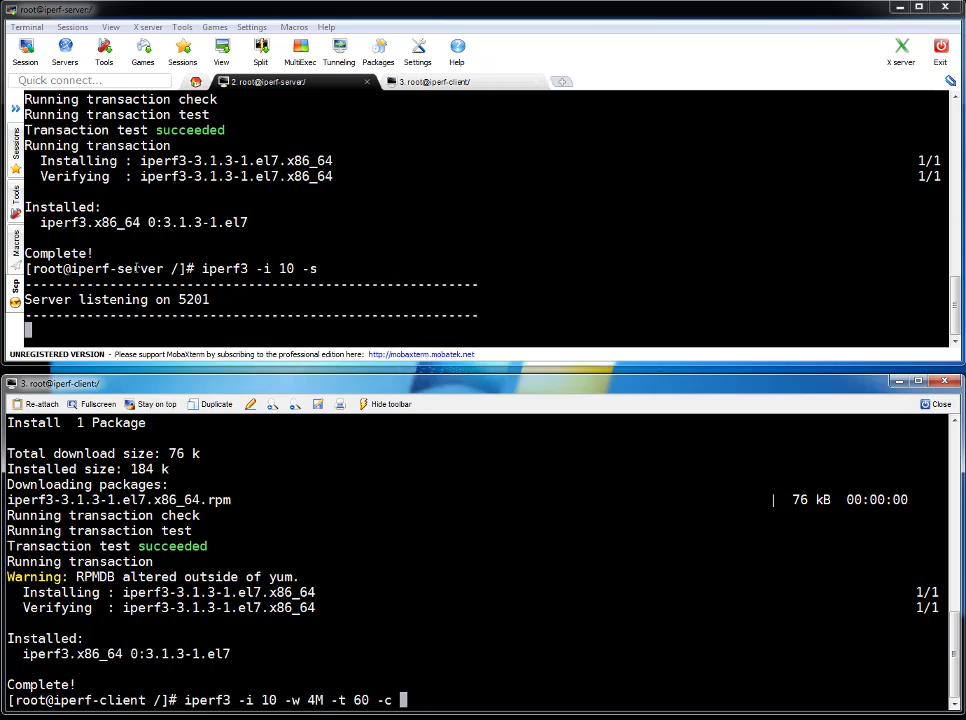 root@iperf-server:/
Terminal Sessions View X server Tools Games Settings Macros Help
Session Servers Tools Games Sessions View Split MultiExec Tunneling Packages Settings Help X server Exit
Quick connect...
2. root@iperf-server:/
3. root@iperf-client:/
Sessions
Tools
Macros
Scp
Running transaction check
Running transaction test
Transaction test succeeded
Running transaction
Installing : iperf3-3.1.3-1.el7.x86_64 1/1
Verifying : iperf3-3.1.3-1.el7.x86_64 1/1
Installed:
iperf3.x86_64 0:3.1.3-1.el7
Complete!
[root@iperf-server /]# iperf3 -i 10 -s
-----------------------------------------------------------
Server listening on 5201
-----------------------------------------------------------
UNREGISTERED VERSION - Please support MobaXterm by subscribing to the professional edition here: http://mobaxterm.mobatek.net
3. root@iperf-client:/
Re-attach Fullscreen Stay on top Duplicate Hide toolbar Close
Install 1 Package
Total download size: 76 k
Installed size: 184 k
Downloading packages:
iperf3-3.1.3-1.el7.x86_64.rpm | 76 kB 00:00:00
Running transaction check
Running transaction test
Transaction test succeeded
Running transaction
Warning: RPMDB altered outside of yum.
Installing : iperf3-3.1.3-1.el7.x86_64 1/1
Verifying : iperf3-3.1.3-1.el7.x86_64 1/1
Installed:
iperf3.x86_64 0:3.1.3-1.el7
Complete!
[root@iperf-client /]# iperf3 -i 10 -w 4M -t 60 -c